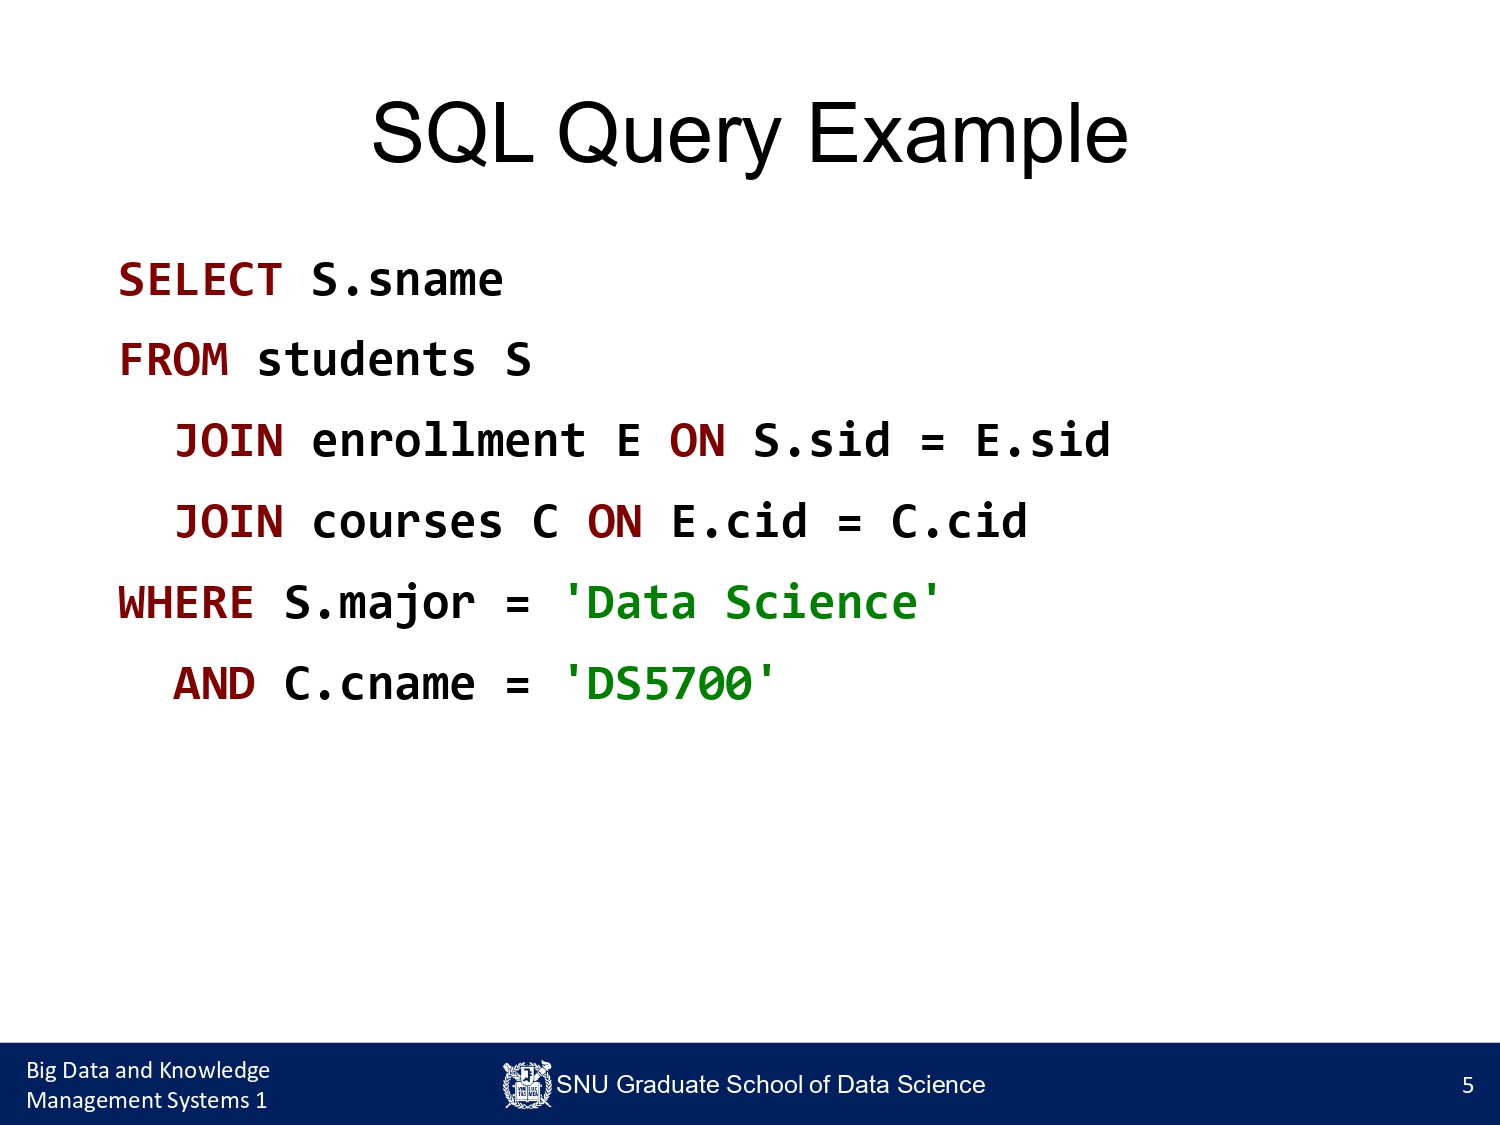 SQL Query Example
SELECT S.sname
FROM students S
JOIN enrollment E ON S.sid = E.sid
JOIN courses C ON E.cid = C.cid
WHERE S.major = 'Data Science'
AND C.cname = 'DS5700'
Big Data and Knowledge
Management Systems 1
SNU Graduate School of Data Science
5